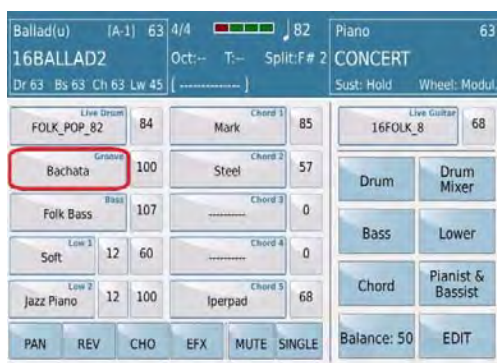 Ballad(u) [A-1] 63 4/4 82 Piano 63
16BALLAD2 Oct:-- T:-- Split:F# 2 CONCERT
Dr 63 Bs 63 Ch 63 Lw 45 [ ------------- ] Sust: Hold Wheel: Modul.
Live Drum Chord 1 Live Guitar
FOLK_POP_82 84 Mark 85 16FOLK_8 68
Groove Chord 2
Bachata 100 Steel 57 Drum Drum Mixer
Bass Chord 3
Folk Bass 107 ---------- 0 Bass Lower
Low 1 Chord 4
Soft 12 60 ---------- 0
Low 2 Chord 5
Jazz Piano 12 100 Iperpad 68 Chord Pianist & Bassist
PAN REV CHO EFX MUTE SINGLE Balance: 50 EDIT